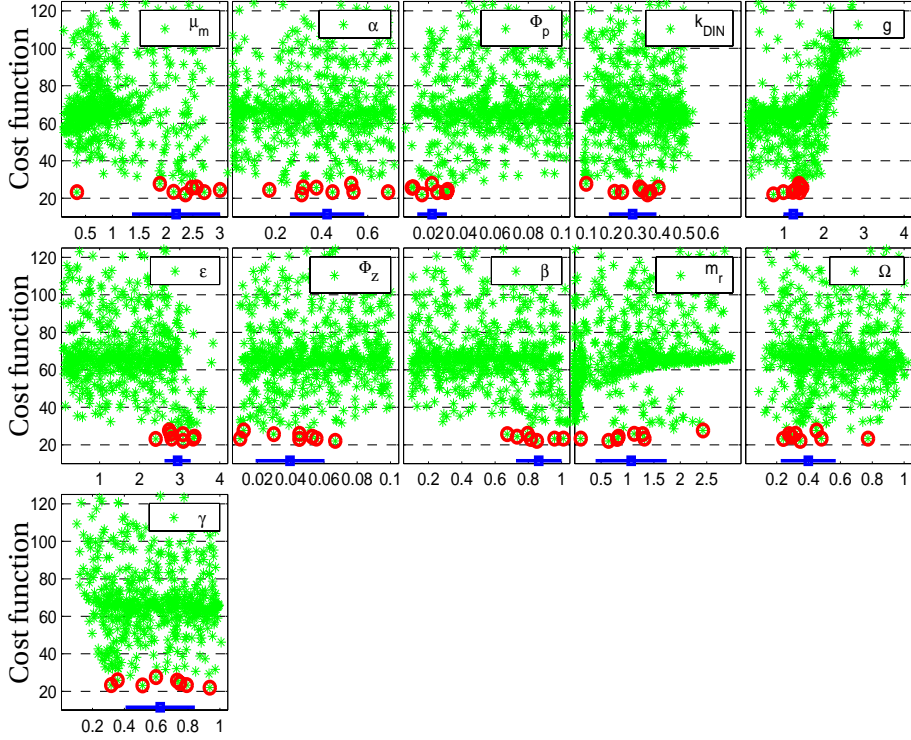 μm
α
Φp
kDIN
g
Cost function
120
100
80
60
40
20
0.5 1 1.5 2 2.5 3
0.2 0.4 0.6
0.02 0.04 0.06 0.08 0.1
0.1 0.2 0.3 0.4 0.5 0.6
1 2 3 4
ε
ΦZ
β
mr
Ω
Cost function
120
100
80
60
40
20
1 2 3 4
0.02 0.04 0.06 0.08 0.1
0.2 0.4 0.6 0.8 1
0.5 1 1.5 2 2.5
0.2 0.4 0.6 0.8 1
γ
Cost function
120
100
80
60
40
20
0.2 0.4 0.6 0.8 1